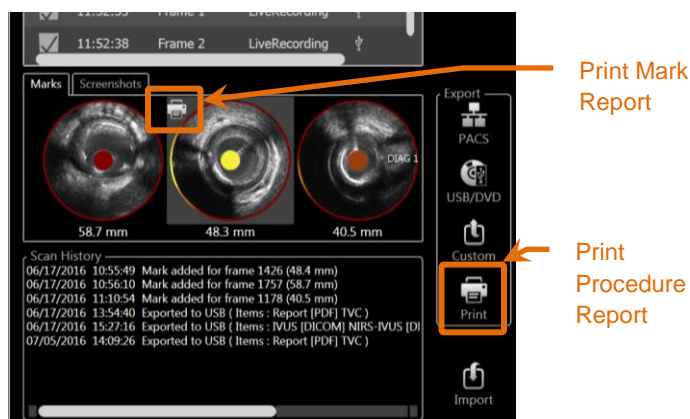 11:52:35 Frame 1 LiveRecording
11:52:38 Frame 2 LiveRecording
Marks Screenshots
DIAG 1
58.7 mm 48.3 mm 40.5 mm
Scan History
06/17/2016 10:55:49 Mark added for frame 1426 (48.4 mm)
06/17/2016 10:56:10 Mark added for frame 1757 (58.7 mm)
06/17/2016 11:10:54 Mark added for frame 1178 (40.5 mm)
06/17/2016 13:54:40 Exported to USB ( Items : Report [PDF] TVC )
06/17/2016 15:27:16 Exported to USB ( Items : IVUS [DICOM] NIRS-IVUS [DI
07/05/2016 14:09:26 Exported to USB ( Items : Report [PDF] TVC )
Export
PACS
USB/DVD
Custom
Print
Import
Print Mark
Report
Print
Procedure
Report